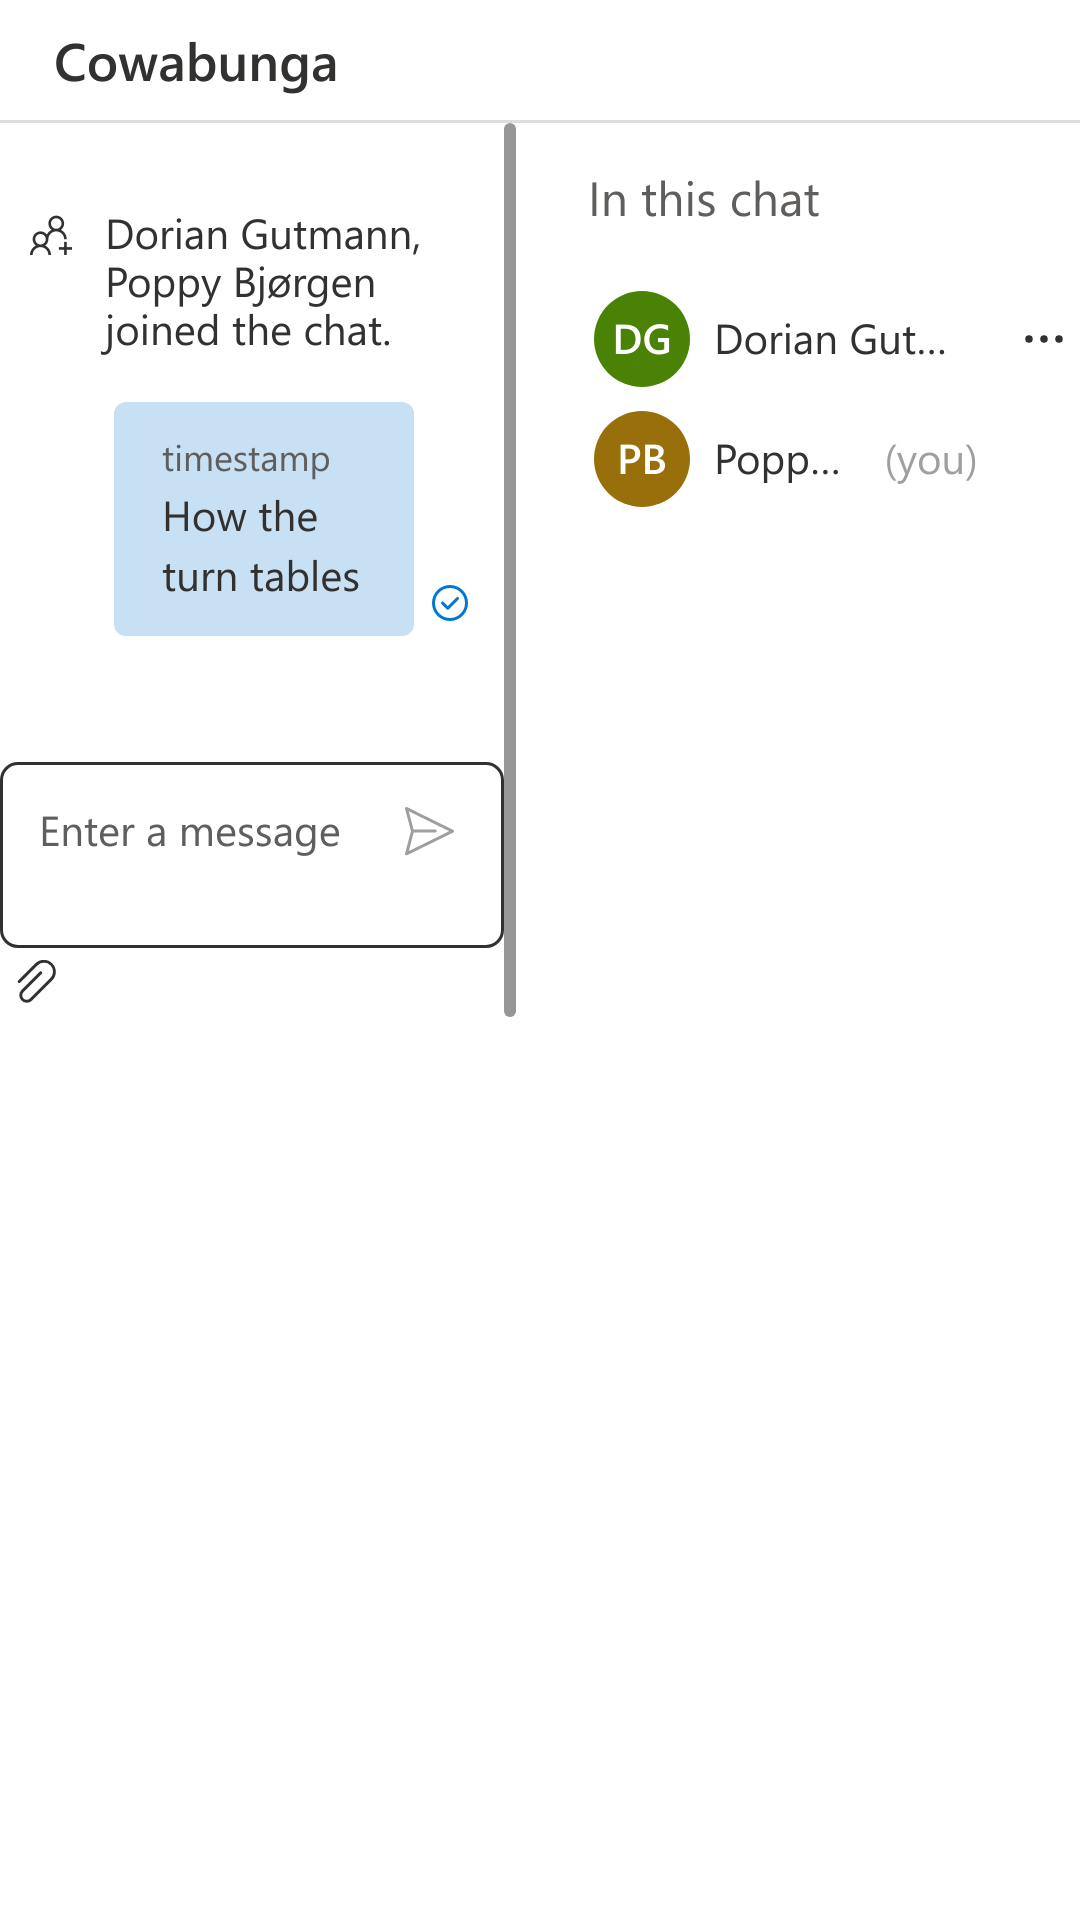 Cowabunga
Dorian Gutmann,
Poppy Bjørgen
joined the chat.
timestamp
How the
turn tables
Enter a message
In this chat
DG Dorian Gut...
PB Popp... (you)